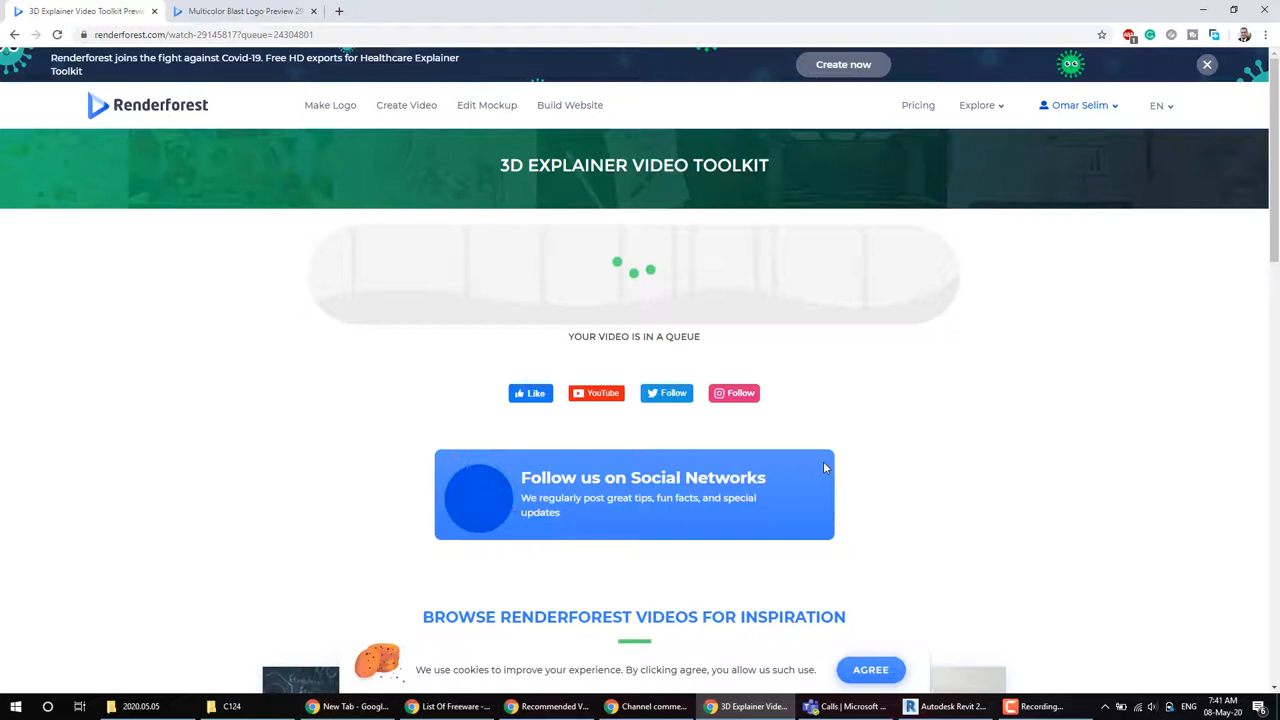 3D Explainer Video Toolkit Previ
Multicolor Blast Logo Preview 29
renderforest.com/watch-29145817?queue=24304801
Renderforest joins the fight against Covid-19. Free HD exports for Healthcare Explainer
Toolkit
Create now
Renderforest
Make Logo
Create Video
Edit Mockup
Build Website
Pricing
Explore
Omar Selim
EN
3D EXPLAINER VIDEO TOOLKIT
YOUR VIDEO IS IN A QUEUE
Like
YouTube
Follow
Follow
Follow us on Social Networks
We regularly post great tips, fun facts, and special
updates
BROWSE RENDERFOREST VIDEOS FOR INSPIRATION
We use cookies to improve your experience. By clicking agree, you allow us such use.
AGREE
2020.05.05
C124
New Tab - Googl...
List Of Freeware -...
Recommended V...
Channel comme...
3D Explainer Vide...
Calls | Microsoft ...
Autodesk Revit 2...
Recording...
ENG
7:41 AM
08-May-20
6